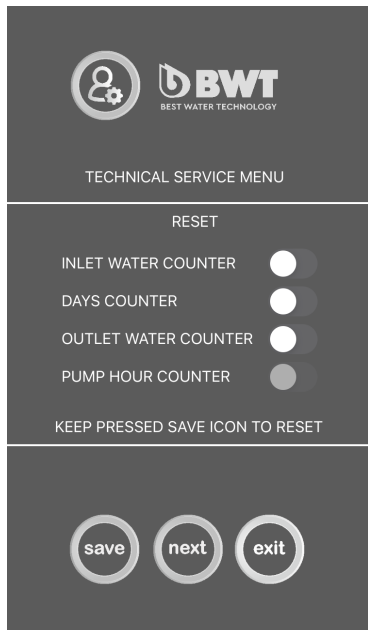 BWT
BEST WATER TECHNOLOGY
TECHNICAL SERVICE MENU
RESET
INLET WATER COUNTER
DAYS COUNTER
OUTLET WATER COUNTER
PUMP HOUR COUNTER
KEEP PRESSED SAVE ICON TO RESET
save next exit